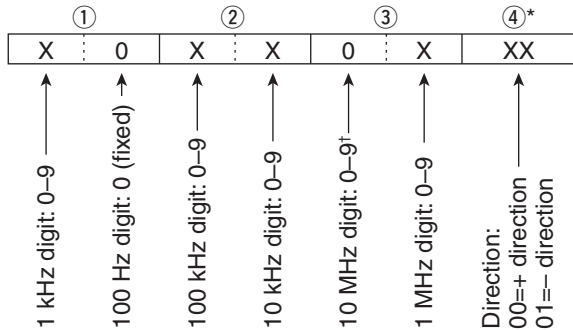 ① ② ③ ④*
X 0 X X 0 X XX
1 kHz digit: 0–9
100 Hz digit: 0 (fixed)
100 kHz digit: 0–9
10 kHz digit: 0–9
10 MHz digit: 0–9†
1 MHz digit: 0–9
Direction:
00=+ direction
01=– direction